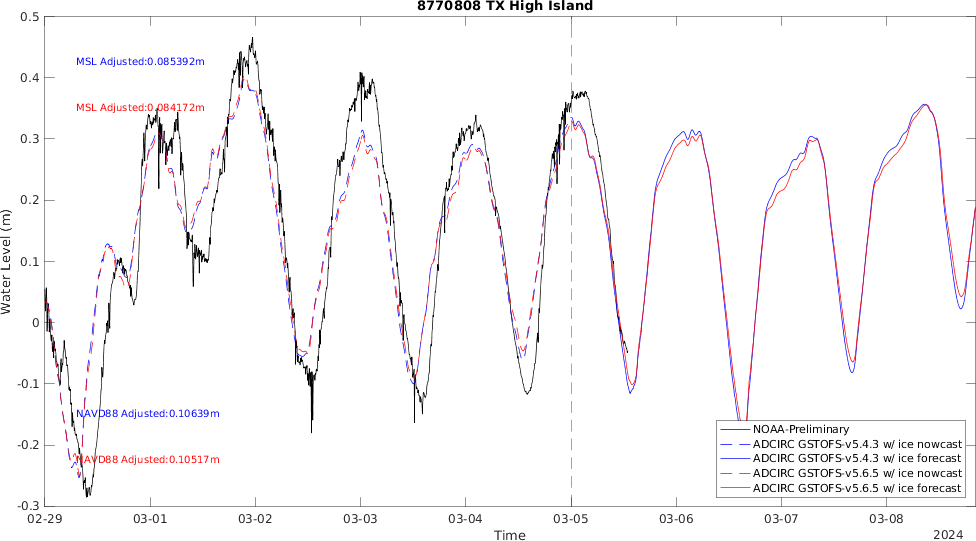 8770808 TX High Island
0.5
MSL Adjusted:0.085392m
0.4
MSL Adjusted:0.084172m
0.3
0.2
Water Level (m)
0.1
0
-0.1
NAVD88 Adjusted:0.10639m
-0.2
NAVD88 Adjusted:0.10517m
-0.3
NOAA-Preliminary
ADCIRC GSTOFS-v5.4.3 w/ ice nowcast
ADCIRC GSTOFS-v5.4.3 w/ ice forecast
ADCIRC GSTOFS-v5.6.5 w/ ice nowcast
ADCIRC GSTOFS-v5.6.5 w/ ice forecast
02-29 03-01 03-02 03-03 03-04 03-05 03-06 03-07 03-08
Time
2024